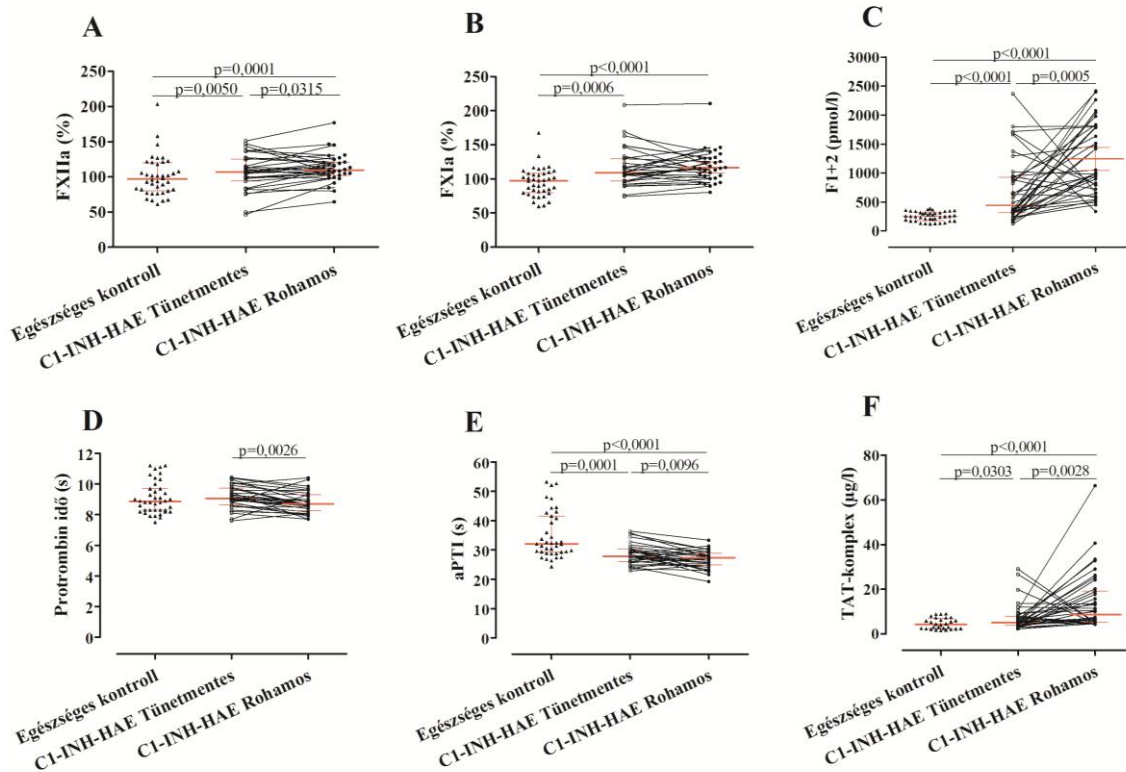 A
p=0,0001
p=0,0050
p=0,0315
FXIIa (%)
250
200
150
100
50
0
Egészséges kontroll
C1-INH-HAE Tünetmentes
C1-INH-HAE Rohamos
B
p<0,0001
p=0,0006
FXIa (%)
250
200
150
100
50
0
Egészséges kontroll
C1-INH-HAE Tünetmentes
C1-INH-HAE Rohamos
C
p<0,0001
p<0,0001
p=0,0005
F1+2 (pmol/l)
3000
2500
2000
1500
1000
500
0
Egészséges kontroll
C1-INH-HAE Tünetmentes
C1-INH-HAE Rohamos
D
p=0,0026
Protrombin idő (s)
12
10
8
6
4
2
0
Egészséges kontroll
C1-INH-HAE Tünetmentes
C1-INH-HAE Rohamos
E
p<0,0001
p=0,0001
p=0,0096
aPTI (s)
60
50
40
30
20
10
0
Egészséges kontroll
C1-INH-HAE Tünetmentes
C1-INH-HAE Rohamos
F
p<0,0001
p=0,0303
p=0,0028
TAT-komplex (µg/l)
80
60
40
20
0
Egészséges kontroll
C1-INH-HAE Tünetmentes
C1-INH-HAE Rohamos